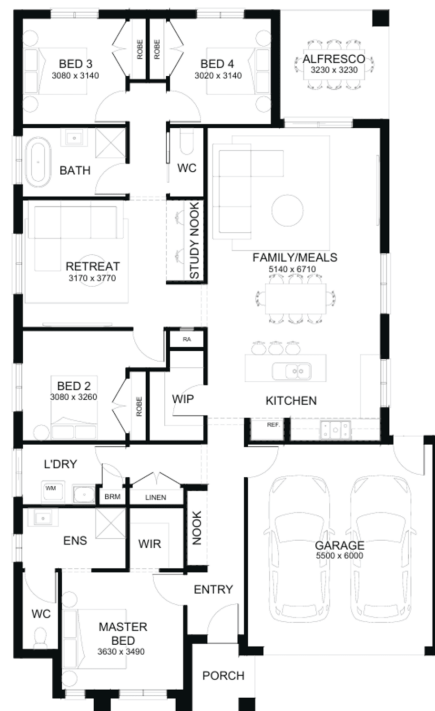 BED 3
3080 x 3140
ROBE
ROBE
BED 4
3020 x 3140
ALFRESCO
3230 x 3230
BATH
WC
RETREAT
3170 x 3770
STUDY NOOK
FAMILY/MEALS
5140 x 6710
RA
BED 2
3080 x 3260
ROBE
WIP
KITCHEN
REF.
L'DRY
WM
BRM
LINEN
ENS
WIR
NOOK
GARAGE
5500 x 6000
WC
ENTRY
MASTER
BED
3630 x 3490
PORCH